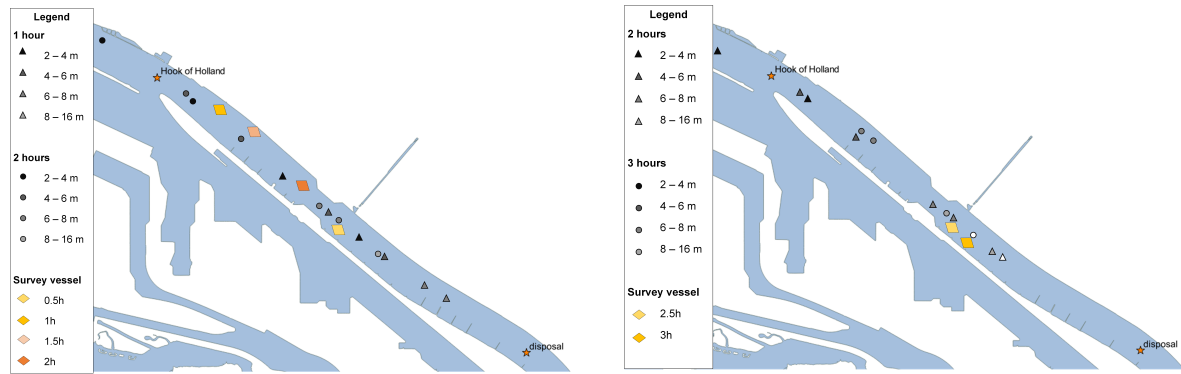 Legend
1 hour
2 – 4 m
4 – 6 m
6 – 8 m
8 – 16 m
2 hours
2 – 4 m
4 – 6 m
6 – 8 m
8 – 16 m
Survey vessel
0.5h
1h
1.5h
2h
Hook of Holland
disposal
Legend
2 hours
2 – 4 m
4 – 6 m
6 – 8 m
8 – 16 m
3 hours
2 – 4 m
4 – 6 m
6 – 8 m
8 – 16 m
Survey vessel
2.5h
3h
Hook of Holland
disposal